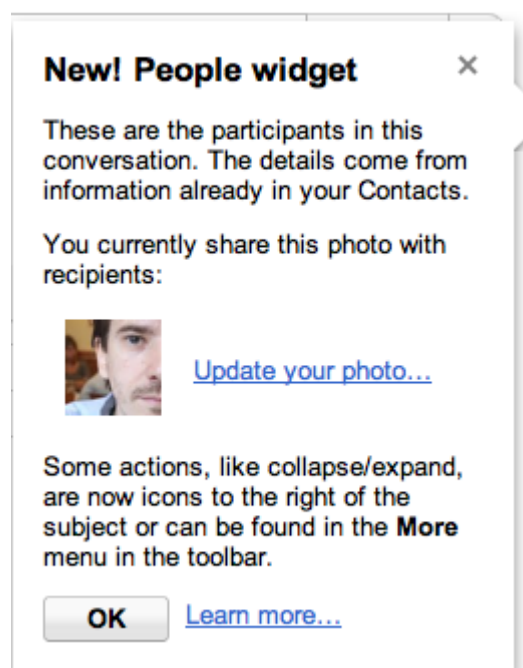 New! People widget ×
These are the participants in this
conversation. The details come from
information already in your Contacts.
You currently share this photo with
recipients:
Update your photo...
Some actions, like collapse/expand,
are now icons to the right of the
subject or can be found in the More
menu in the toolbar.
OK Learn more...